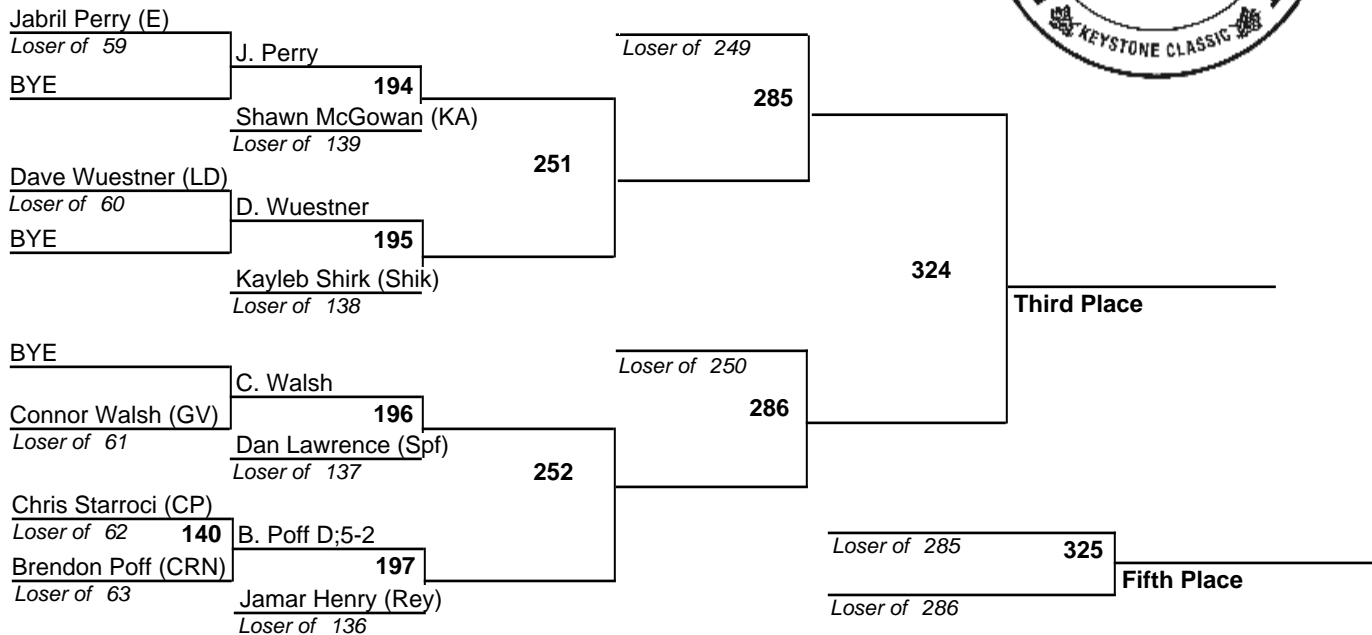 Jabril Perry (E)
Loser of 59
BYE
J. Perry
194
Shawn McGowan (KA)
Loser of 139
Dave Wuestner (LD)
Loser of 60
BYE
D. Wuestner
195
Kayleb Shirk (Shik)
Loser of 138
251
BYE
Connor Walsh (GV)
Loser of 61
C. Walsh
196
Dan Lawrence (Spf)
Loser of 137
Chris Starroci (CP)
Loser of 62
140
Brendon Poff (CRN)
Loser of 63
B. Poff D;5-2
197
Jamar Henry (Rey)
Loser of 136
252
Loser of 249
285
Loser of 250
286
324
Third Place
Loser of 285
325
Loser of 286
Fifth Place
KEYSTONE CLASSIC